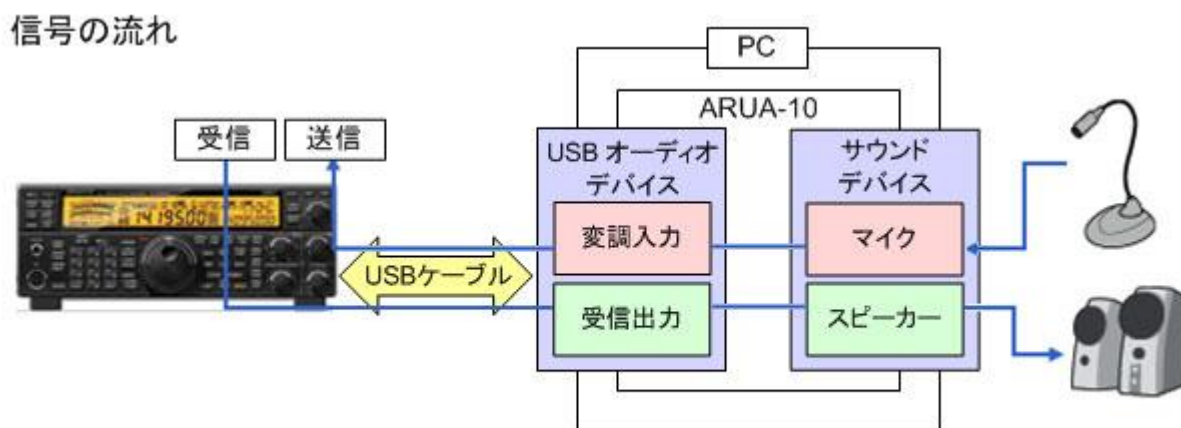 信号の流れ
PC
ARUA-10
受信
送信
USB オーディオ
デバイス
サウンド
デバイス
14195.00
変調入力
マイク
USBケーブル
受信出力
スピーカー